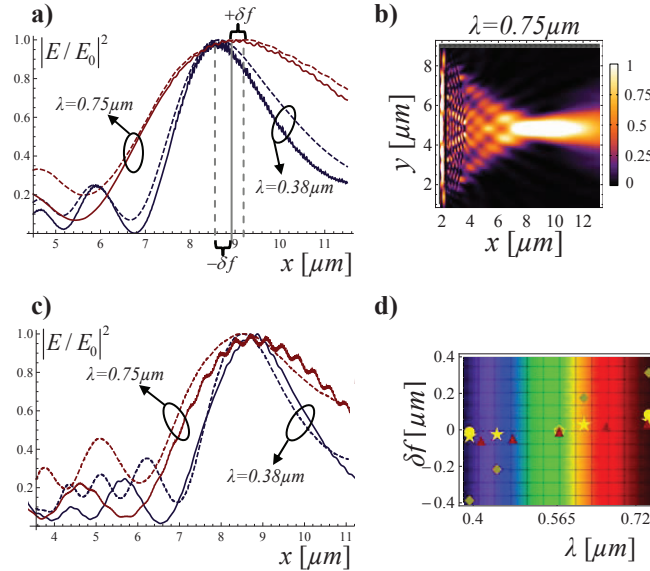 a)
+δf
|E/E₀|²
1.0
0.8
0.6
0.4
0.2
λ=0.75μm
λ=0.38μm
5 6 7 8 9 10 11
−δf
x [μm]
b)
λ=0.75μm
y [μm]
8
6
4
2
2 4 6 8 10 12
x [μm]
1
0.75
0.5
0.25
0
c)
|E/E₀|²
1.0
0.8
0.6
0.4
0.2
λ=0.75μm
λ=0.38μm
4 5 6 7 8 9 10 11
x [μm]
d)
δf [μm]
0.4
0.2
0
−0.2
−0.4
0.4 0.565 0.72
λ [μm]